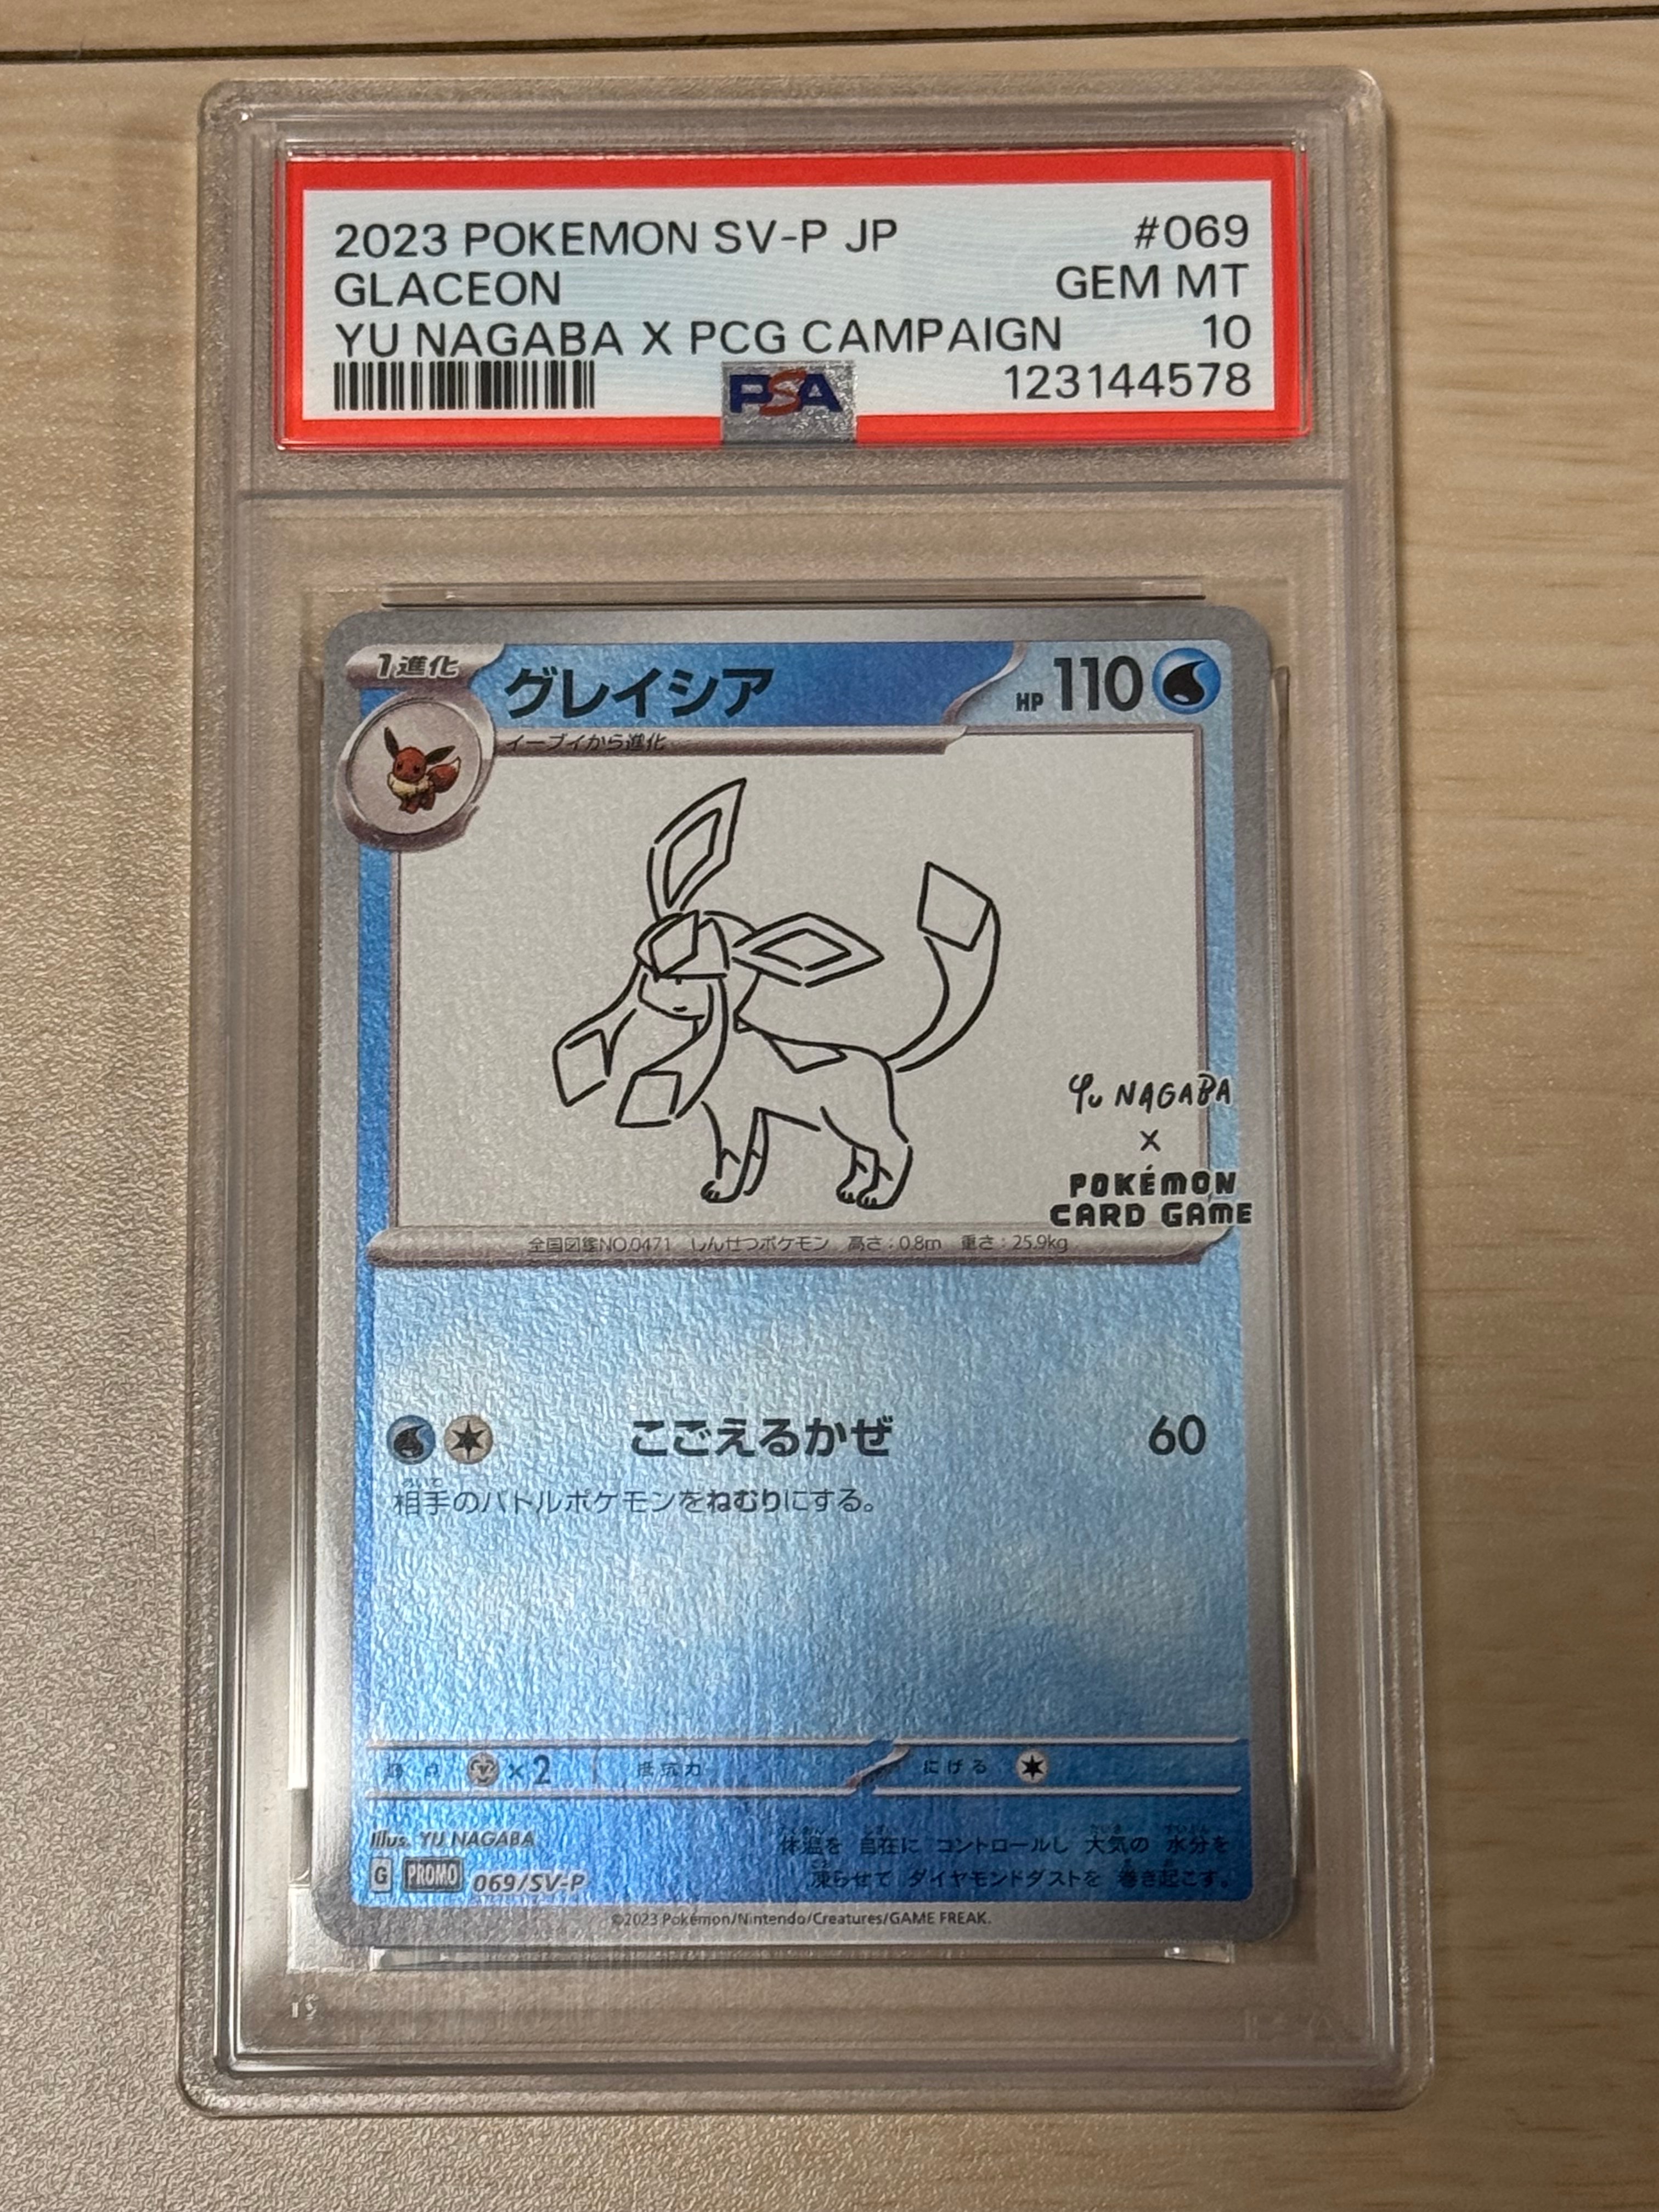 2023 POKEMON SV-P JP #069
GLACEON GEM MT
YU NAGABA X PCG CAMPAIGN 10
PSA 123144578
1進化 グレイシア HP 110
イーブイから進化
YU NAGABA
X
POKÉMON
CARD GAME
全国図鑑NO.0471 しんせつポケモン 高さ:0.8m 重さ:25.9kg
こごえるかぜ 60
相手のバトルポケモンをねむりにする。
弱点 ×2 抵抗力 にげる
Illus. YU NAGABA
体温を 自在に コントロールし 大気の 水分を
凍らせて ダイヤモンドダストを 巻き起こす。
G PROMO 069/SV-P
©2023 Pokémon/Nintendo/Creatures/GAME FREAK.